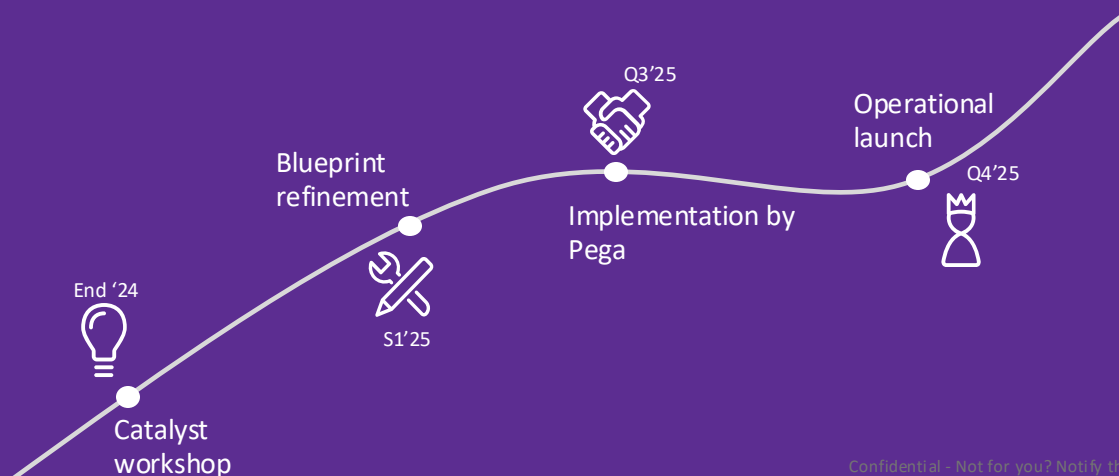 End ‘24
Catalyst
workshop
Blueprint
refinement
S1’25
Q3’25
Implementation by
Pega
Operational
launch
Q4’25
Confidential - Not for you? Notify